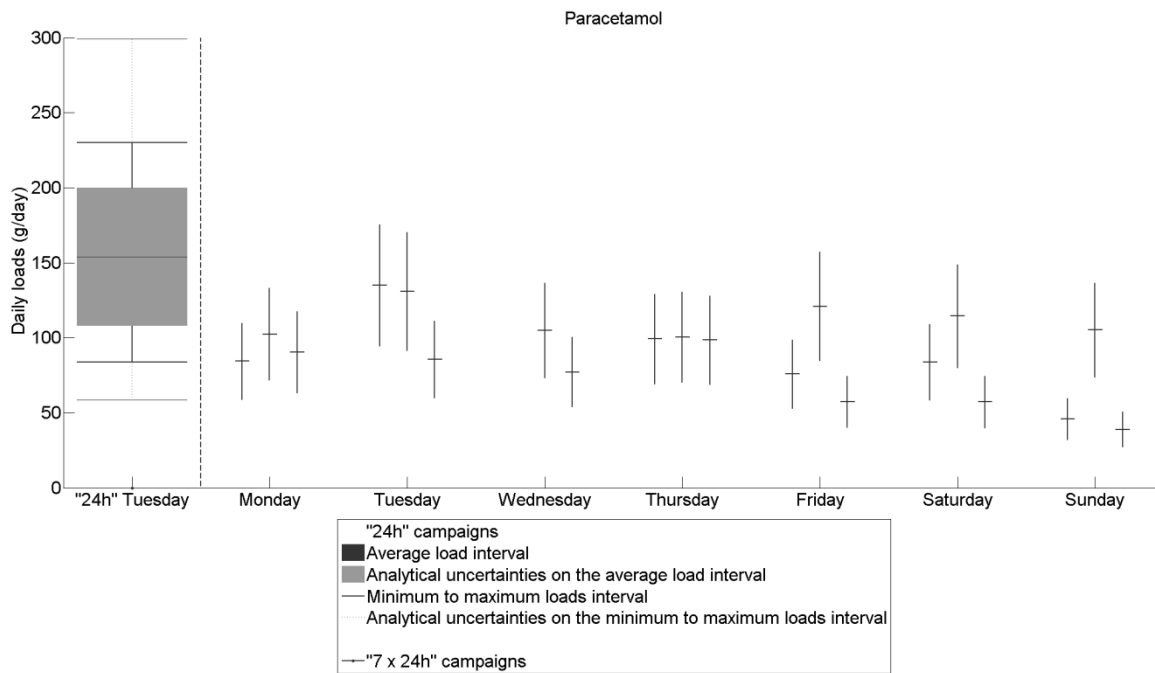 Paracetamol
Daily loads (g/day)
300
250
200
150
100
50
0
"24h" Tuesday
Monday
Tuesday
Wednesday
Thursday
Friday
Saturday
Sunday
"24h" campaigns
Average load interval
Analytical uncertainties on the average load interval
Minimum to maximum loads interval
Analytical uncertainties on the minimum to maximum loads interval
"7 x 24h" campaigns